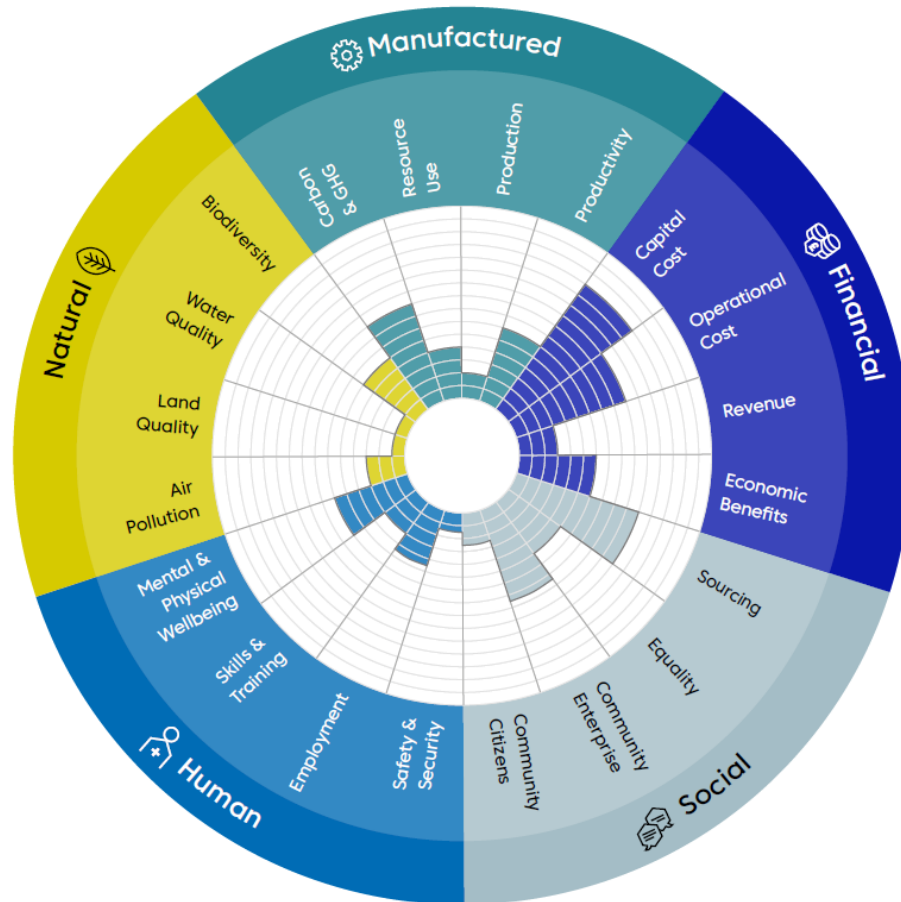 Manufactured
Carbon
& GHG
Resource
Use
Production
Productivity
Financial
Capital
Cost
Operational
Cost
Revenue
Economic
Benefits
Social
Sourcing
Equality
Community
Enterprise
Community
Citizens
Human
Safety &
Security
Employment
Skills &
Training
Mental &
Physical
Wellbeing
Natural
Air
Pollution
Land
Quality
Water
Quality
Biodiversity